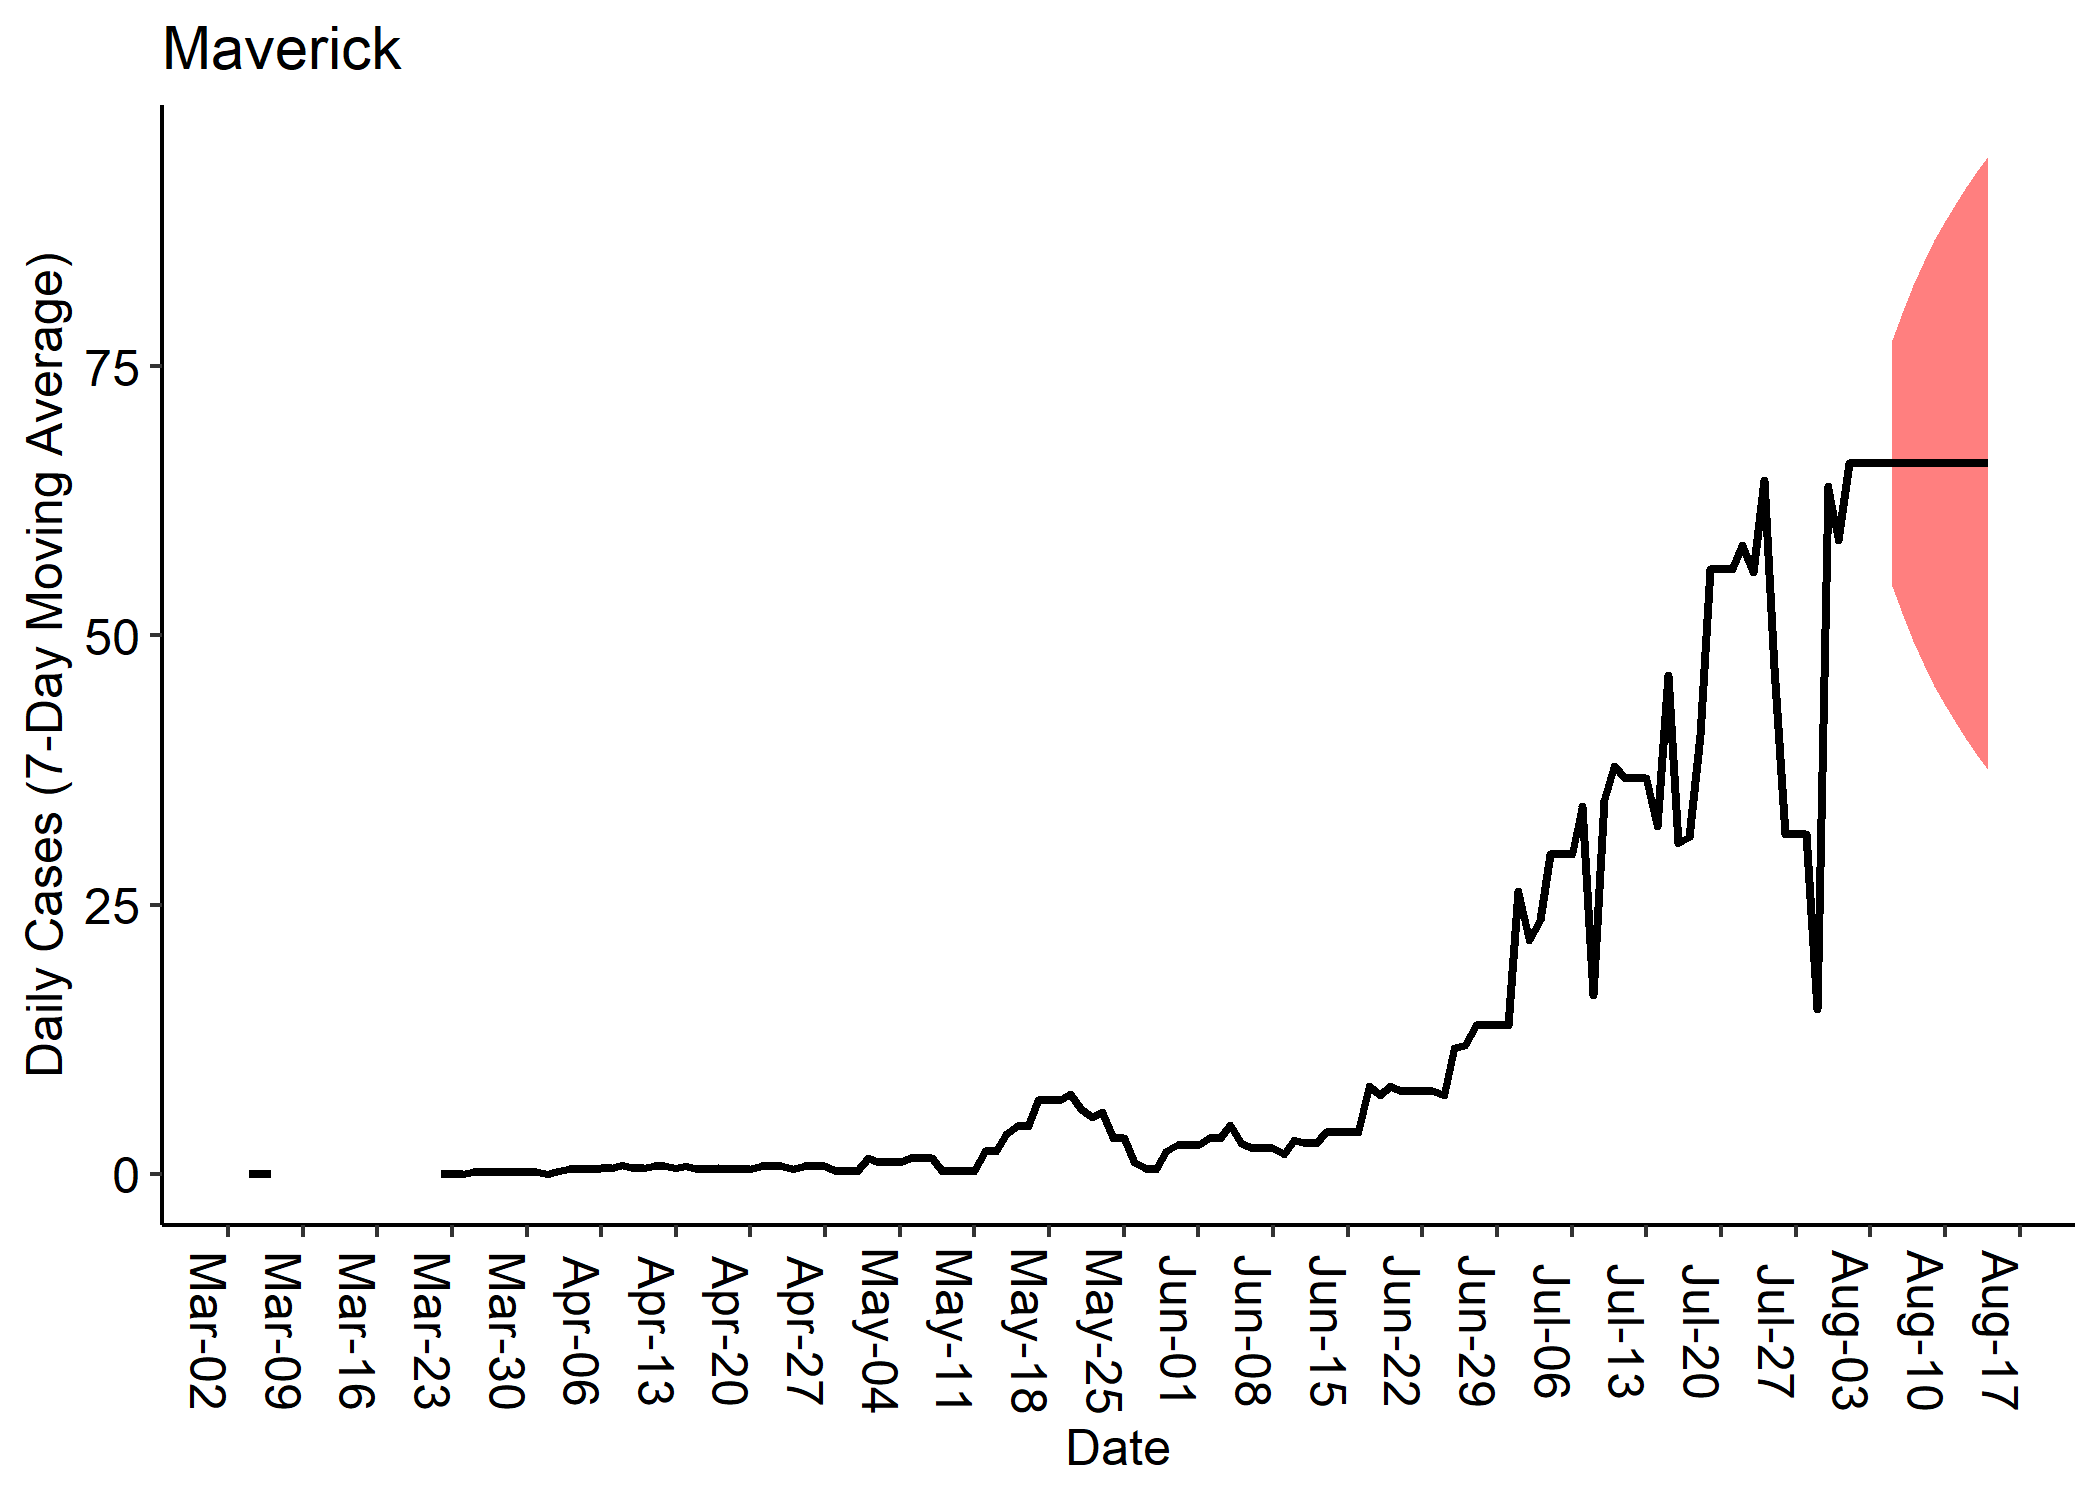 Maverick
Daily Cases (7-Day Moving Average)
75
50
25
0
Mar-02
Mar-09
Mar-16
Mar-23
Mar-30
Apr-06
Apr-13
Apr-20
Apr-27
May-04
May-11
May-18
May-25
Jun-01
Jun-08
Jun-15
Jun-22
Jun-29
Jul-06
Jul-13
Jul-20
Jul-27
Aug-03
Aug-10
Aug-17
Date